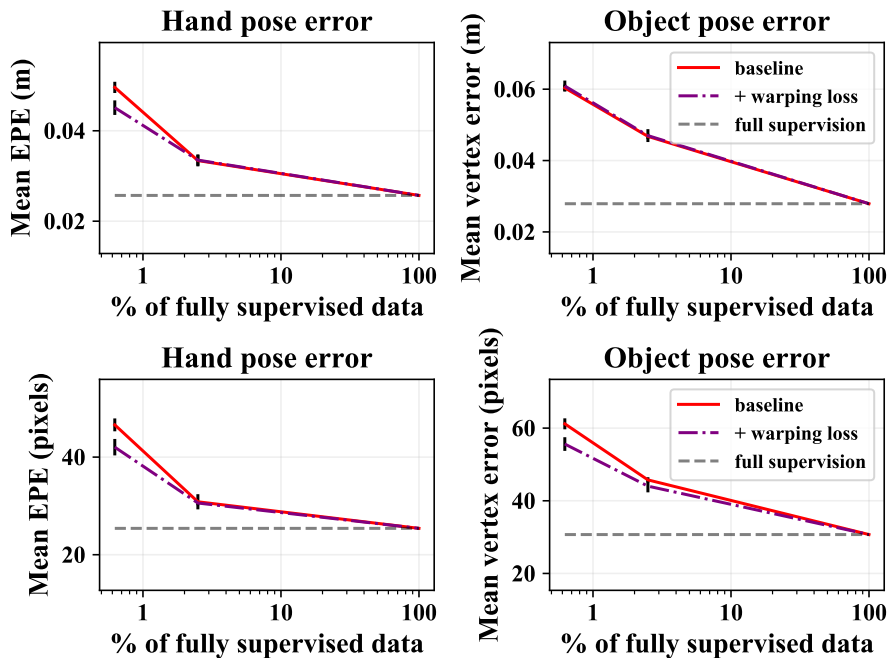 Hand pose error
Mean EPE (m)
0.04
0.02
1
10
100
% of fully supervised data
Object pose error
Mean vertex error (m)
0.06
0.04
0.02
baseline
+ warping loss
full supervision
1
10
100
% of fully supervised data
Hand pose error
Mean EPE (pixels)
40
20
1
10
100
% of fully supervised data
Object pose error
Mean vertex error (pixels)
60
40
20
baseline
+ warping loss
full supervision
1
10
100
% of fully supervised data